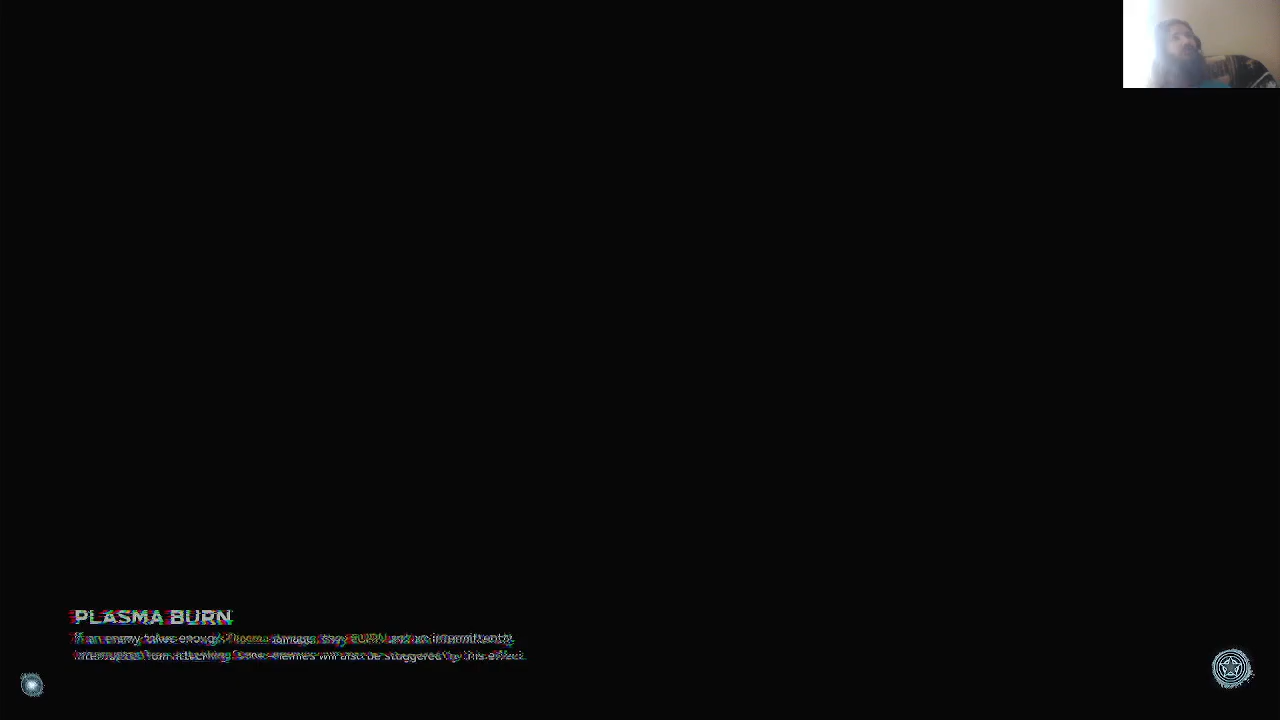 PLASMA BURN
If an enemy takes enough Plasma damage, they BURN and are intermittently
interrupted from attacking. Some enemies will also be staggered by this effect.